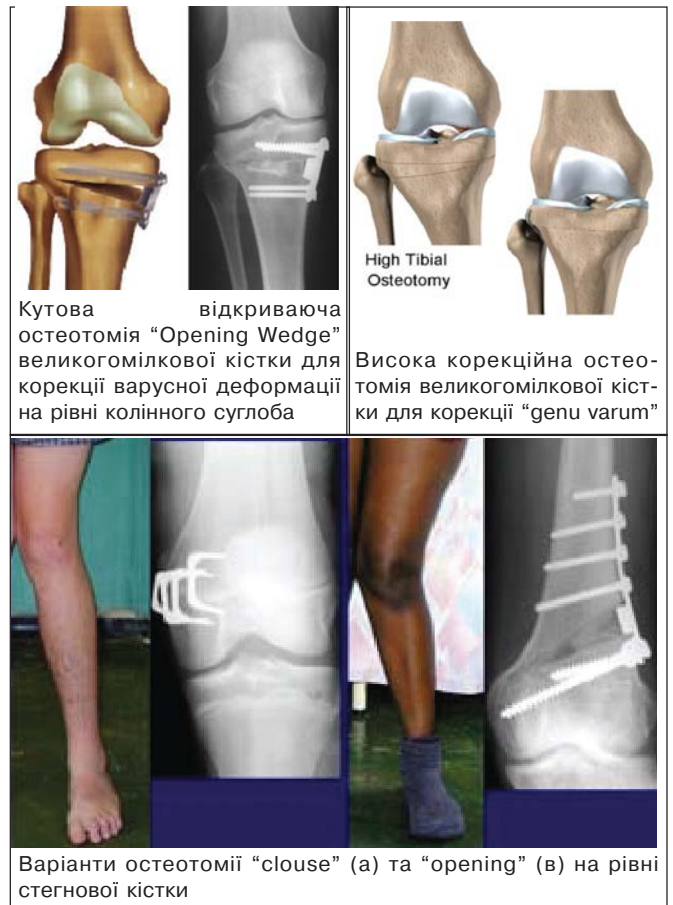 High Tibial
Osteotomy
Кутова відкриваюча
остеотомія “Opening Wedge”
великогомілкової кістки для
корекції варусної деформації
на рівні колінного суглоба
Висока корекційна остео-
томія великогомілкової кіст-
ки для корекції “genu varum”
Варіанти остеотомії “clouse” (а) та “opening” (в) на рівні
стегнової кістки